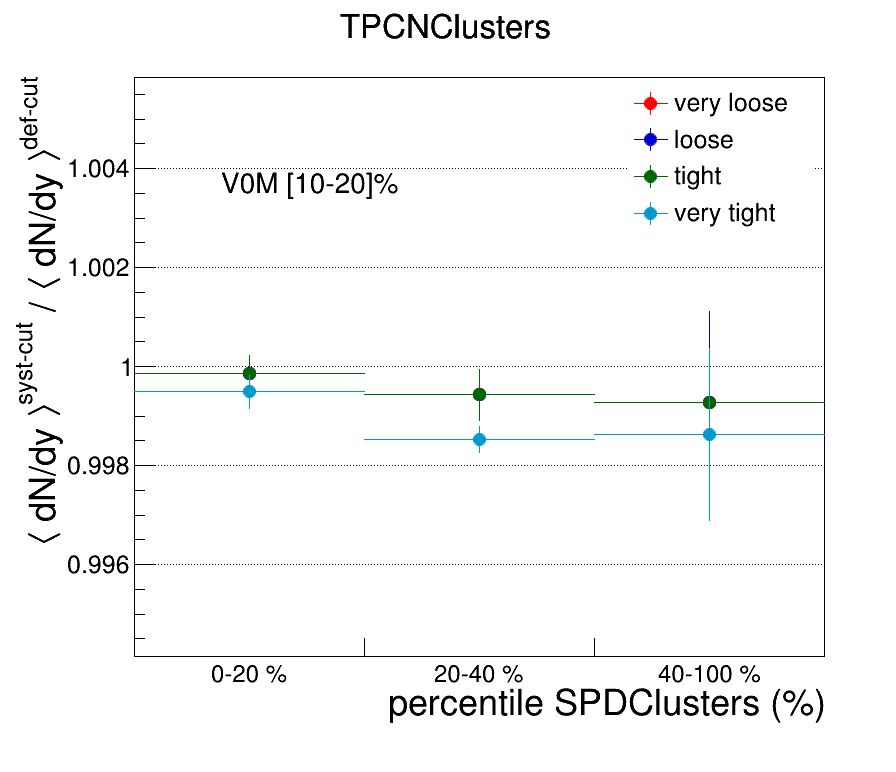 TPCNClusters
⟨ dN/dy ⟩^syst-cut / ⟨ dN/dy ⟩^def-cut
very loose
loose
tight
very tight
V0M [10-20]%
1.004
1.002
1
0.998
0.996
0-20 %
20-40 %
40-100 %
percentile SPDClusters (%)